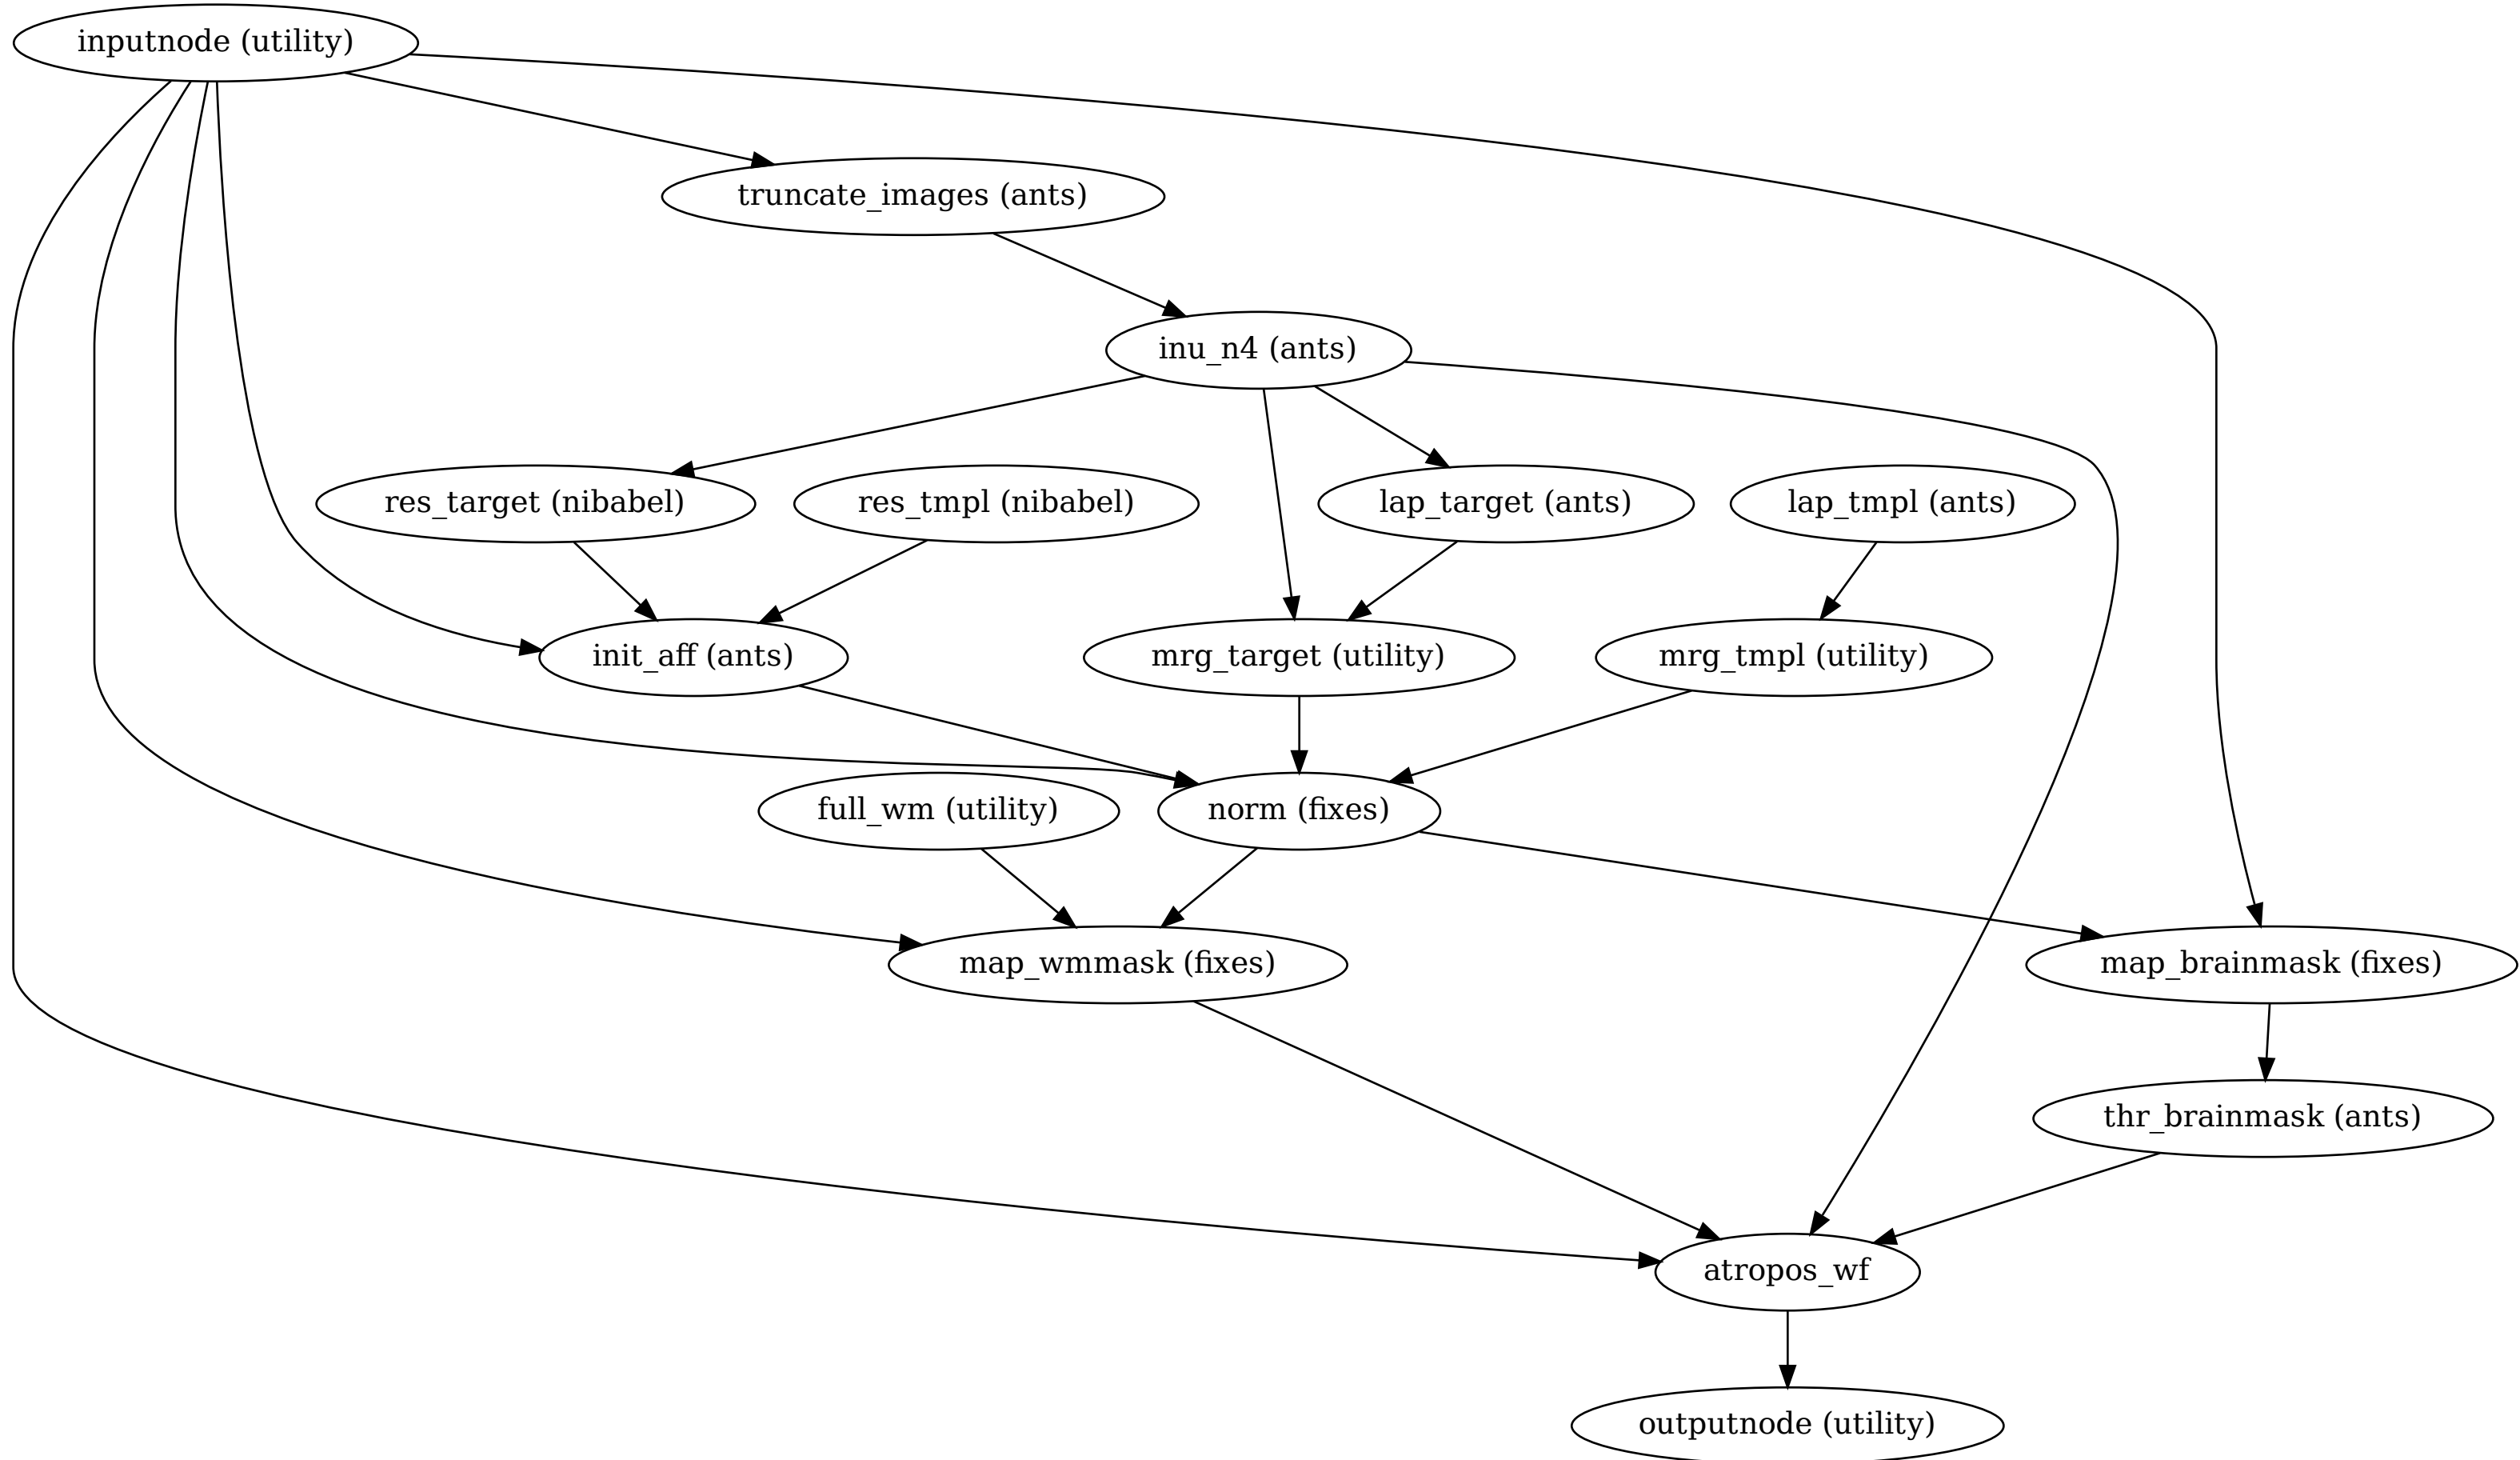 inputnode (utility)
truncate_images (ants)
inu_n4 (ants)
res_target (nibabel)
res_tmpl (nibabel)
lap_target (ants)
lap_tmpl (ants)
init_aff (ants)
mrg_target (utility)
mrg_tmpl (utility)
full_wm (utility)
norm (fixes)
map_wmmask (fixes)
map_brainmask (fixes)
thr_brainmask (ants)
atropos_wf
outputnode (utility)